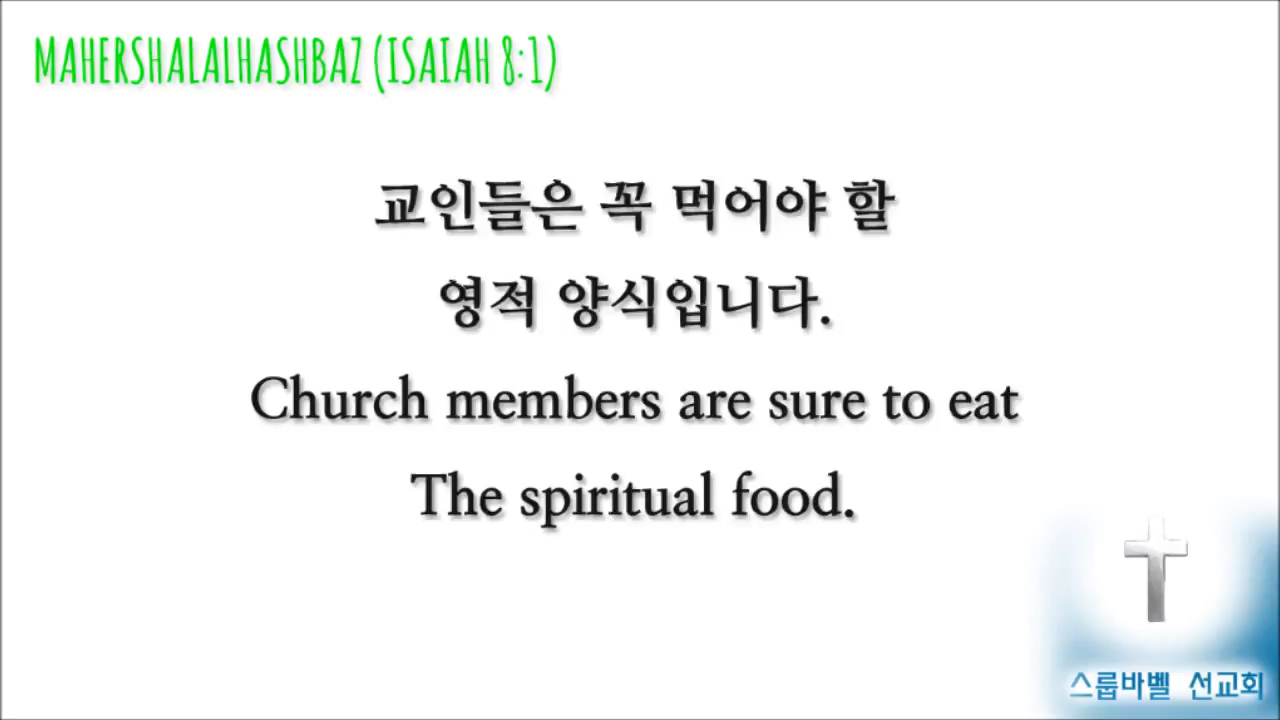 MAHERSHALALHASHBAZ (ISAIAH 8:1)
교인들은 꼭 먹어야 할
영적 양식입니다.
Church members are sure to eat
The spiritual food.
스룹바벨 선교회